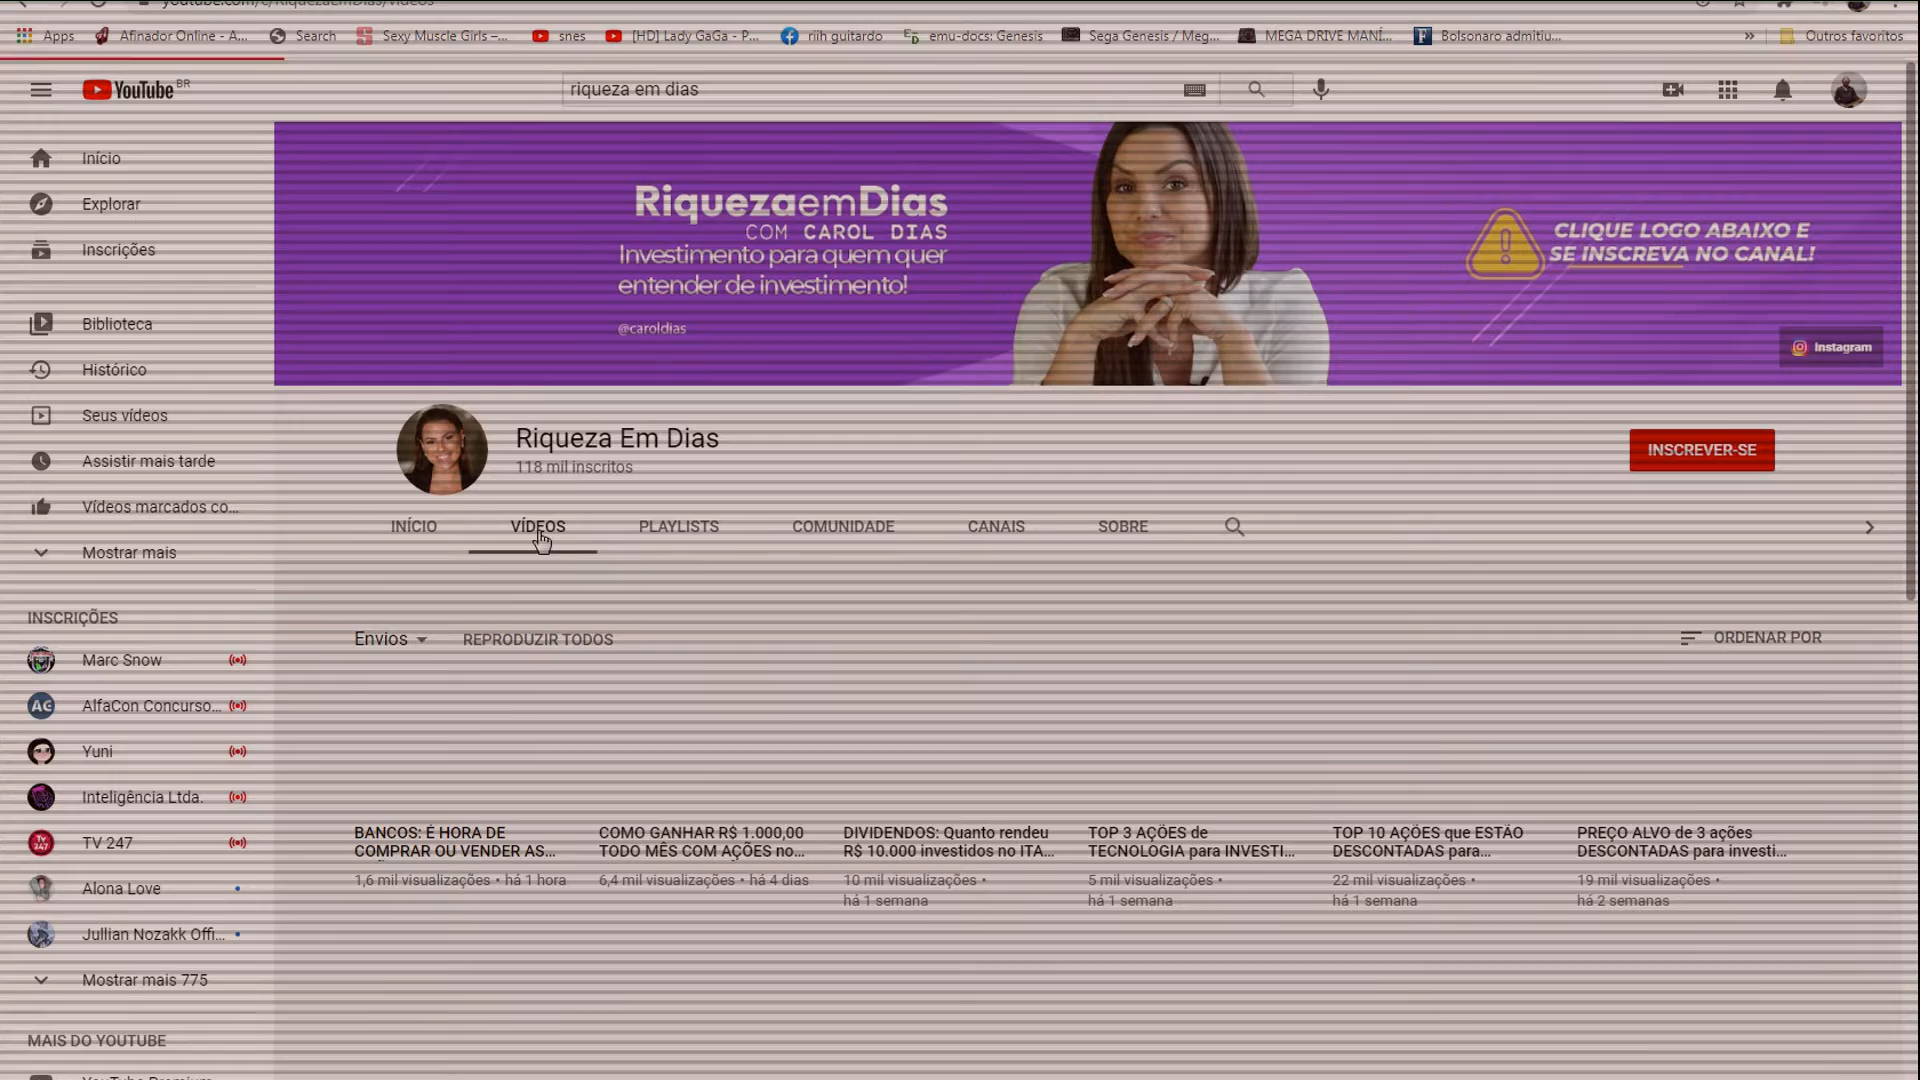 Apps
Afinador Online - A...
Search
Sexy Muscle Girls –...
snes
[HD] Lady GaGa - P...
riih guitardo
emu-docs: Genesis
Sega Genesis / Meg...
MEGA DRIVE MANÍ...
Bolsonaro admitiu...
»
Outros favoritos
YouTube BR
riqueza em dias
Início
Explorar
Inscrições
Biblioteca
Histórico
Seus vídeos
Assistir mais tarde
Vídeos marcados co...
Mostrar mais
INSCRIÇÕES
Marc Snow
AlfaCon Concurso...
Yuni
Inteligência Ltda.
TV 247
Alona Love
Jullian Nozakk Offi...
Mostrar mais 775
MAIS DO YOUTUBE
RiquezaemDias
COM CAROL DIAS
Investimento para quem quer
entender de investimento!
@caroldias
CLIQUE LOGO ABAIXO E
SE INSCREVA NO CANAL!
Instagram
Riqueza Em Dias
118 mil inscritos
INSCREVER-SE
INÍCIO
VÍDEOS
PLAYLISTS
COMUNIDADE
CANAIS
SOBRE
Envios
REPRODUZIR TODOS
ORDENAR POR
BANCOS: É HORA DE
COMPRAR OU VENDER AS...
1,6 mil visualizações • há 1 hora
COMO GANHAR R$ 1.000,00
TODO MÊS COM AÇÕES no...
6,4 mil visualizações • há 4 dias
DIVIDENDOS: Quanto rendeu
R$ 10.000 investidos no ITA...
10 mil visualizações •
há 1 semana
TOP 3 AÇÕES de
TECNOLOGIA para INVESTI...
5 mil visualizações •
há 1 semana
TOP 10 AÇÕES que ESTÃO
DESCONTADAS para...
22 mil visualizações •
há 1 semana
PREÇO ALVO de 3 ações
DESCONTADAS para investi...
19 mil visualizações •
há 2 semanas